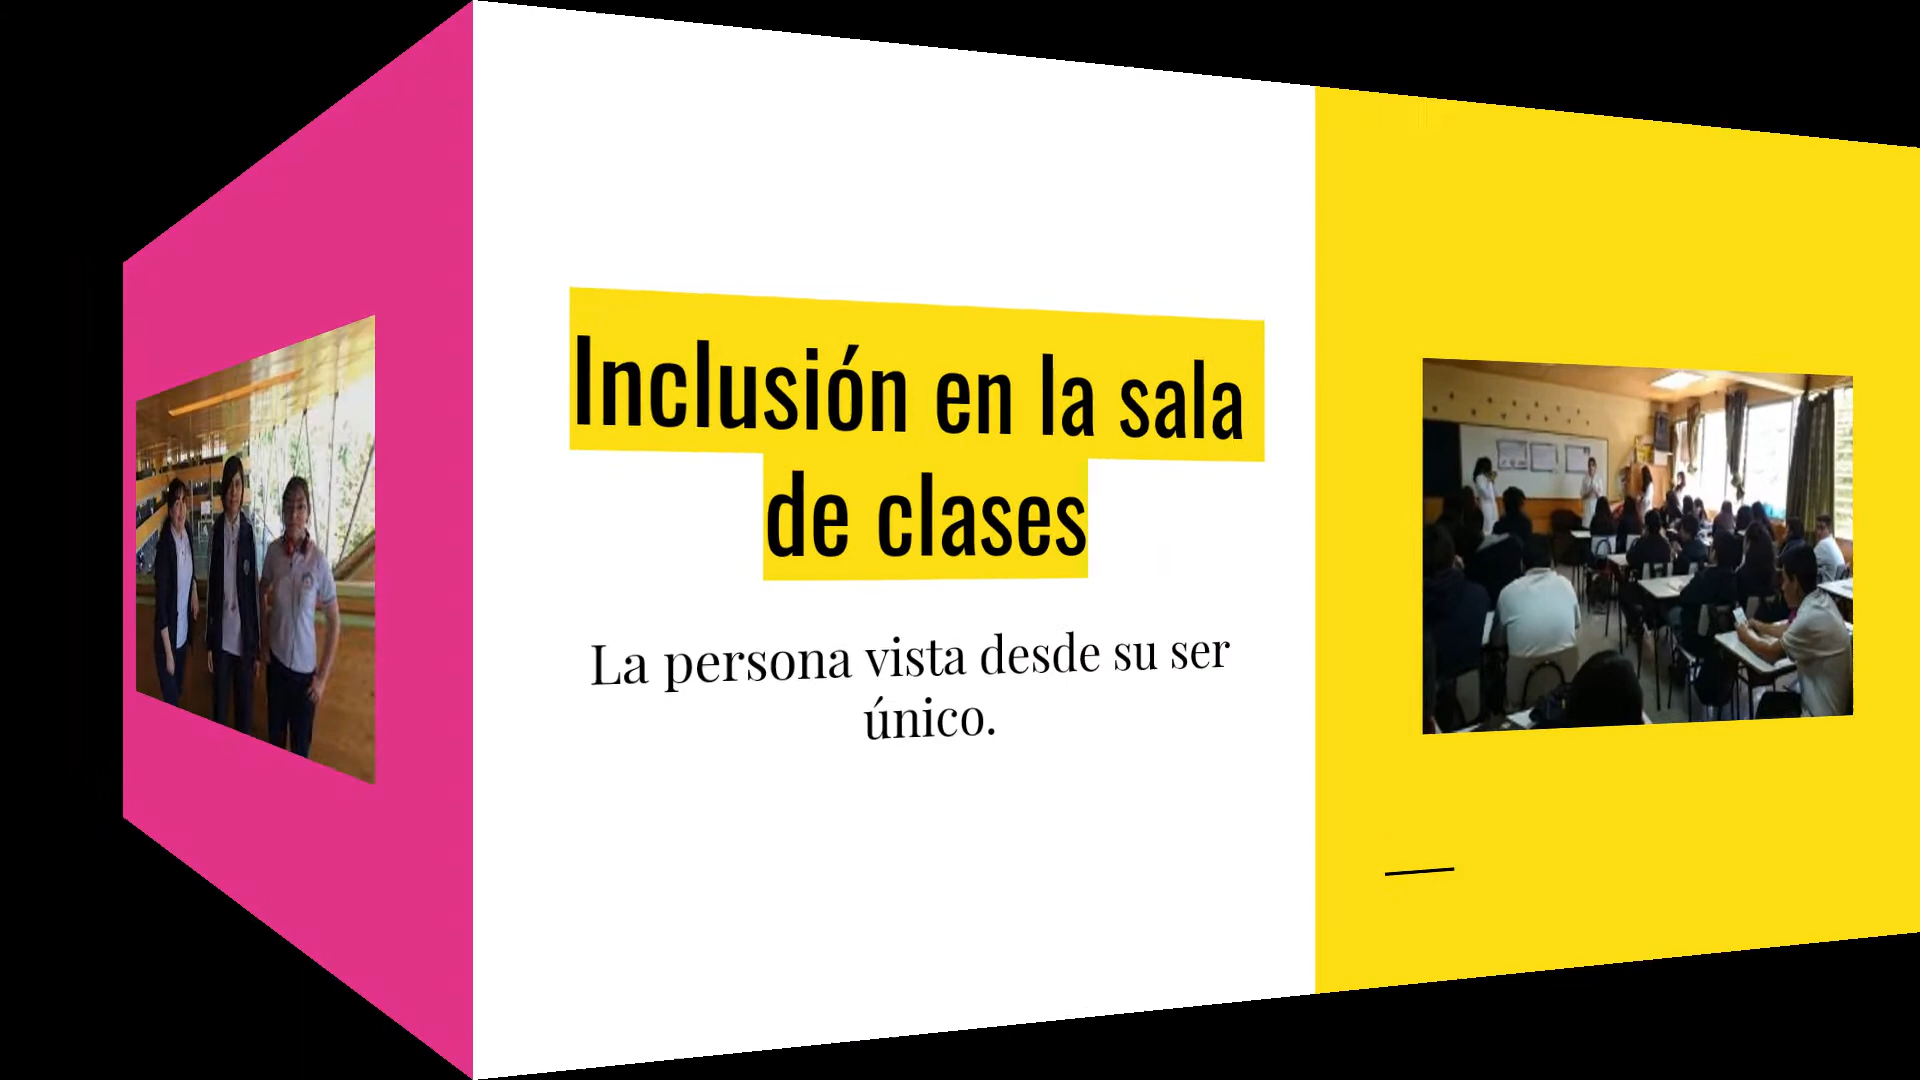 Inclusión en la sala
de clases
La persona vista desde su ser
único.